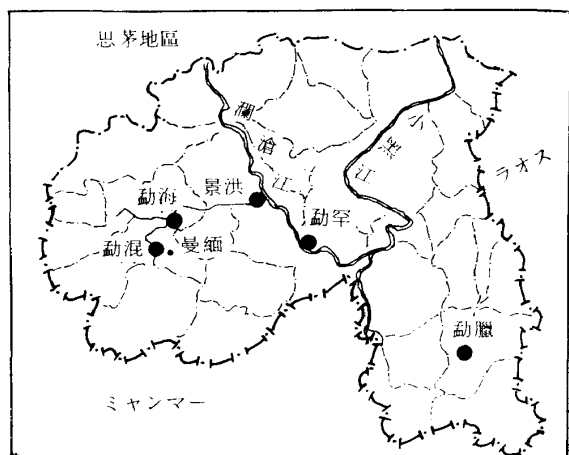 思茅地區
瀾滄江
小黑江
ラオス
景洪
勐海
勐罕
勐混
曼緬
勐臘
ミャンマー